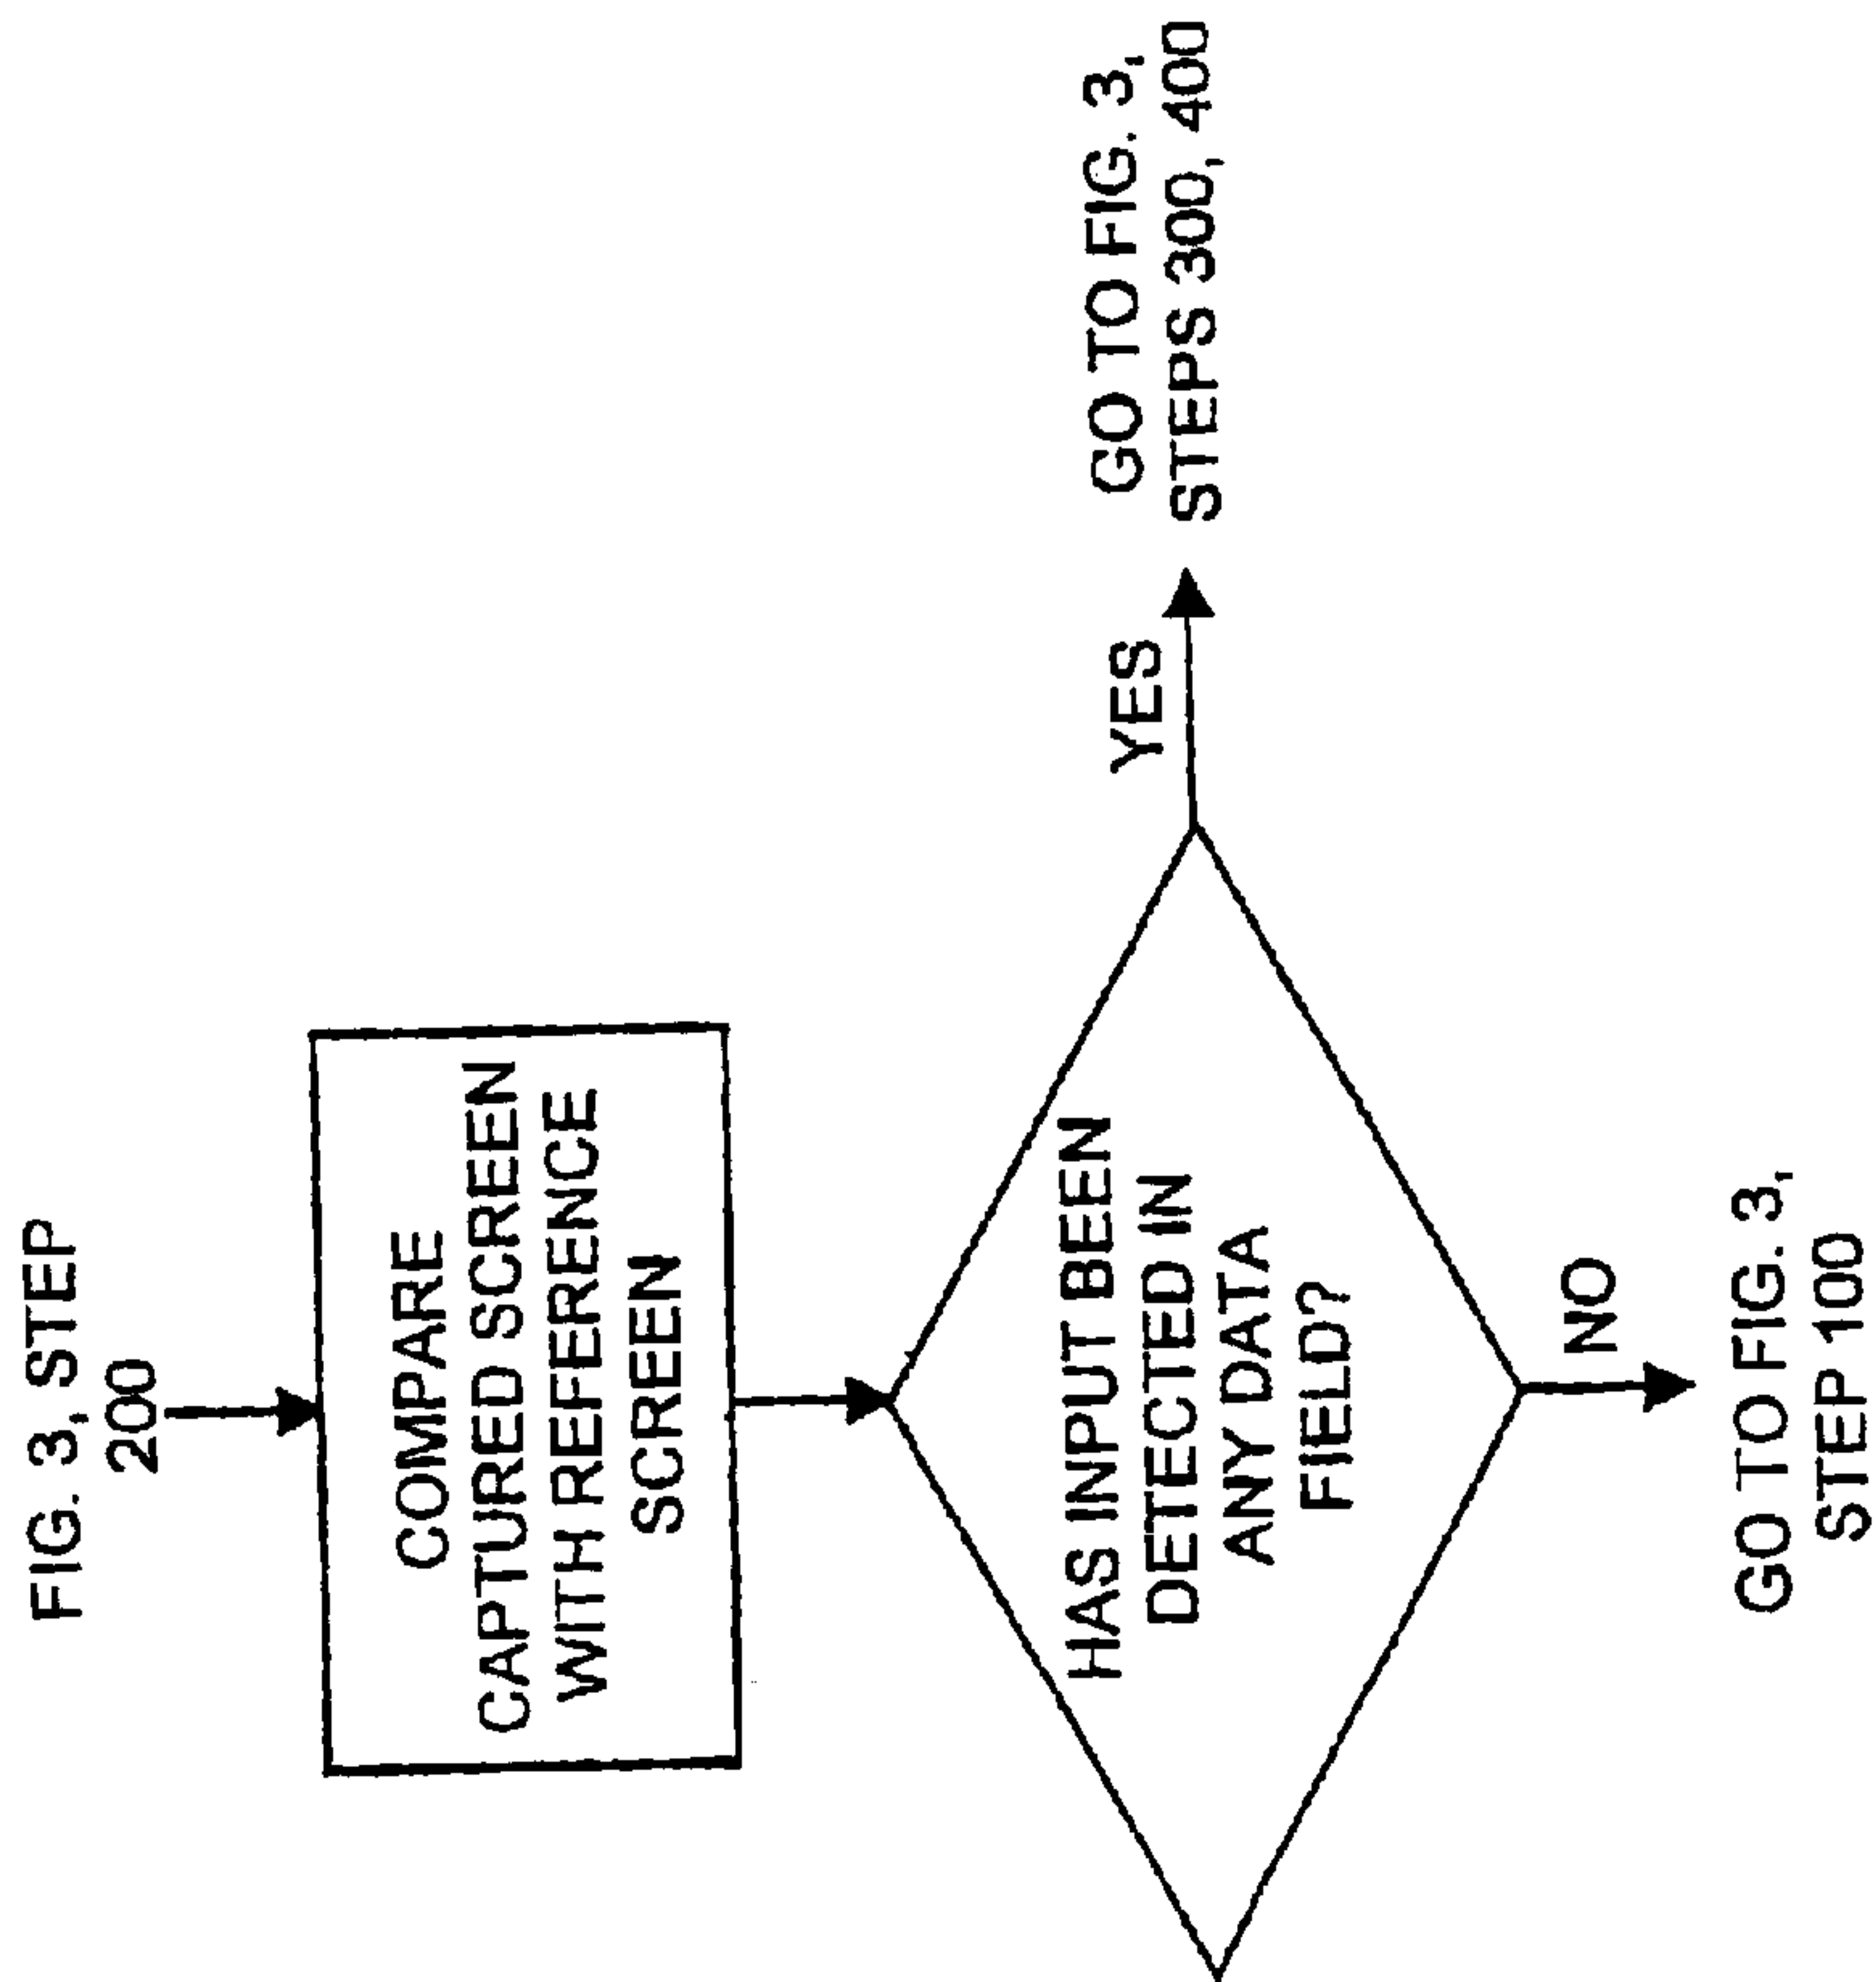 FIG. 3, STEP
200
COMPARE
CAPTURED SCREEN
WITH REFERENCE
SCREEN
HAS INPUT BEEN
DETECTED IN
ANY DATA
FIELD?
YES
GO TO FIG. 3,
STEPS 300, 400
NO
GO TO FIG. 3,
STEP 100